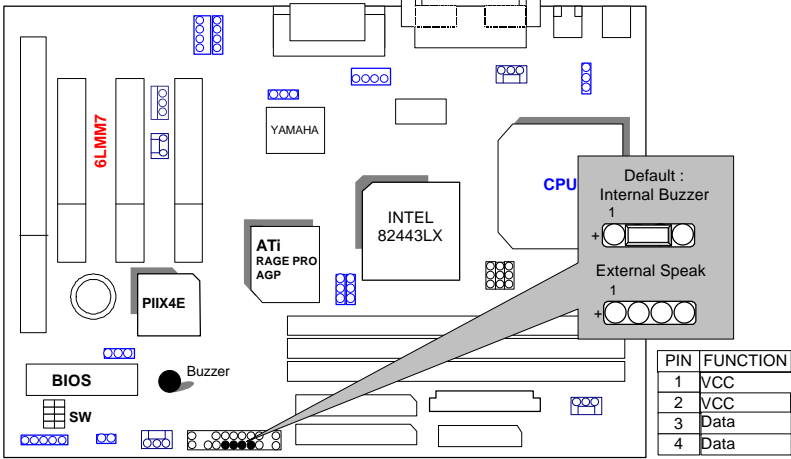 6LMM7
YAMAHA
CPU
Default :
Internal Buzzer
1
+
External Speak
1
+
INTEL
82443LX
ATi
RAGE PRO
AGP
PIIX4E
BIOS
Buzzer
SW
PIN FUNCTION
1 VCC
2 VCC
3 Data
4 Data